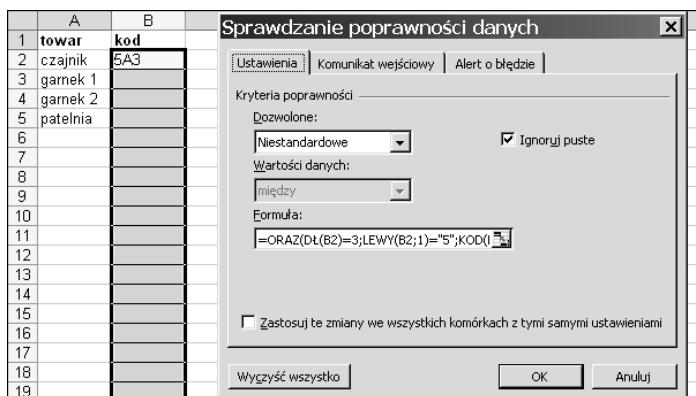 A B
1 towar kod
2 czajnik 5A3
3 garnek 1
4 garnek 2
5 patelnia
6
7
8
9
10
11
12
13
14
15
16
17
18
19
Sprawdzanie poprawności danych
Ustawienia Komunikat wejściowy Alert o błędzie
Kryteria poprawności
Dozwolone:
Niestandardowe Ignoruj puste
Wartości danych:
między
Formuła:
=ORAZ(DŁ(B2)=3;LEWY(B2;1)="5";KOD(
Zastosuj te zmiany we wszystkich komórkach z tymi samymi ustawieniami
Wyczyść wszystko OK Anuluj